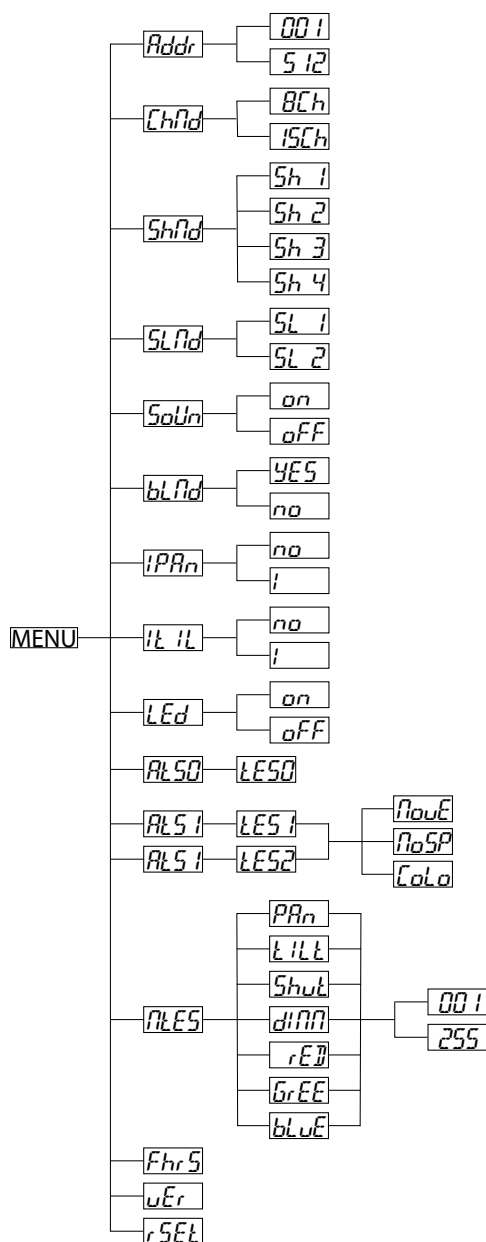 Addr
001
512
ChMd
8Ch
15Ch
ShMd
Sh 1
Sh 2
Sh 3
Sh 4
SLMd
SL 1
SL 2
SoUn
on
oFF
bLMd
YES
no
IPAn
no
I
MENU
It IL
no
I
LEd
on
oFF
AtS0
tES0
AtS1
tES1
AtS1
tES2
MovE
MoSP
CoLo
MtES
PAn
tILt
Shut
dIMM
rED
GrEE
bLuE
001
255
FhrS
vEr
rSEt